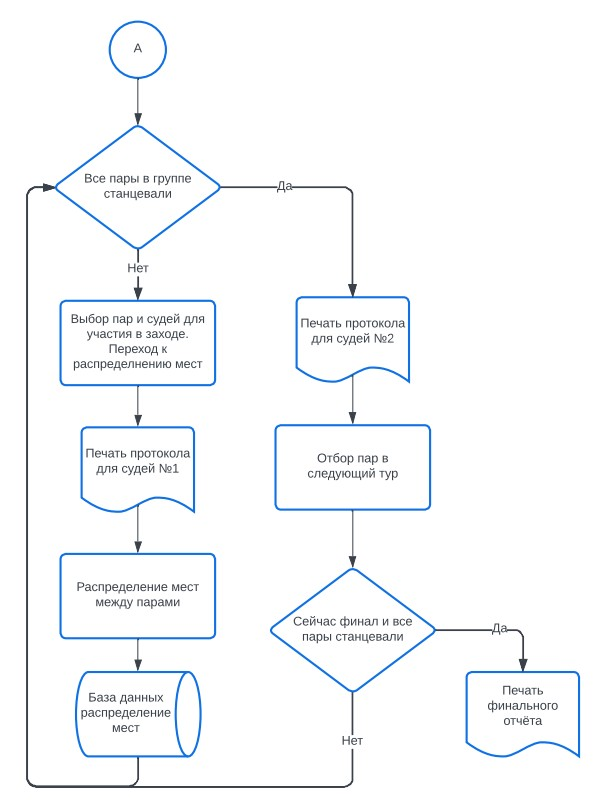 А
Все пары в группе
станцевали
Да
Нет
Выбор пар и судей для
участия в заходе.
Переход к
распределнению мест
Печать протокола
для судей №2
Печать протокола
для судей №1
Отбор пар в
следующий тур
Распределение мест
между парами
Сейчас финал и все
пары станцевали
Да
База данных
распределение
мест
Печать
финального
отчёта
Нет